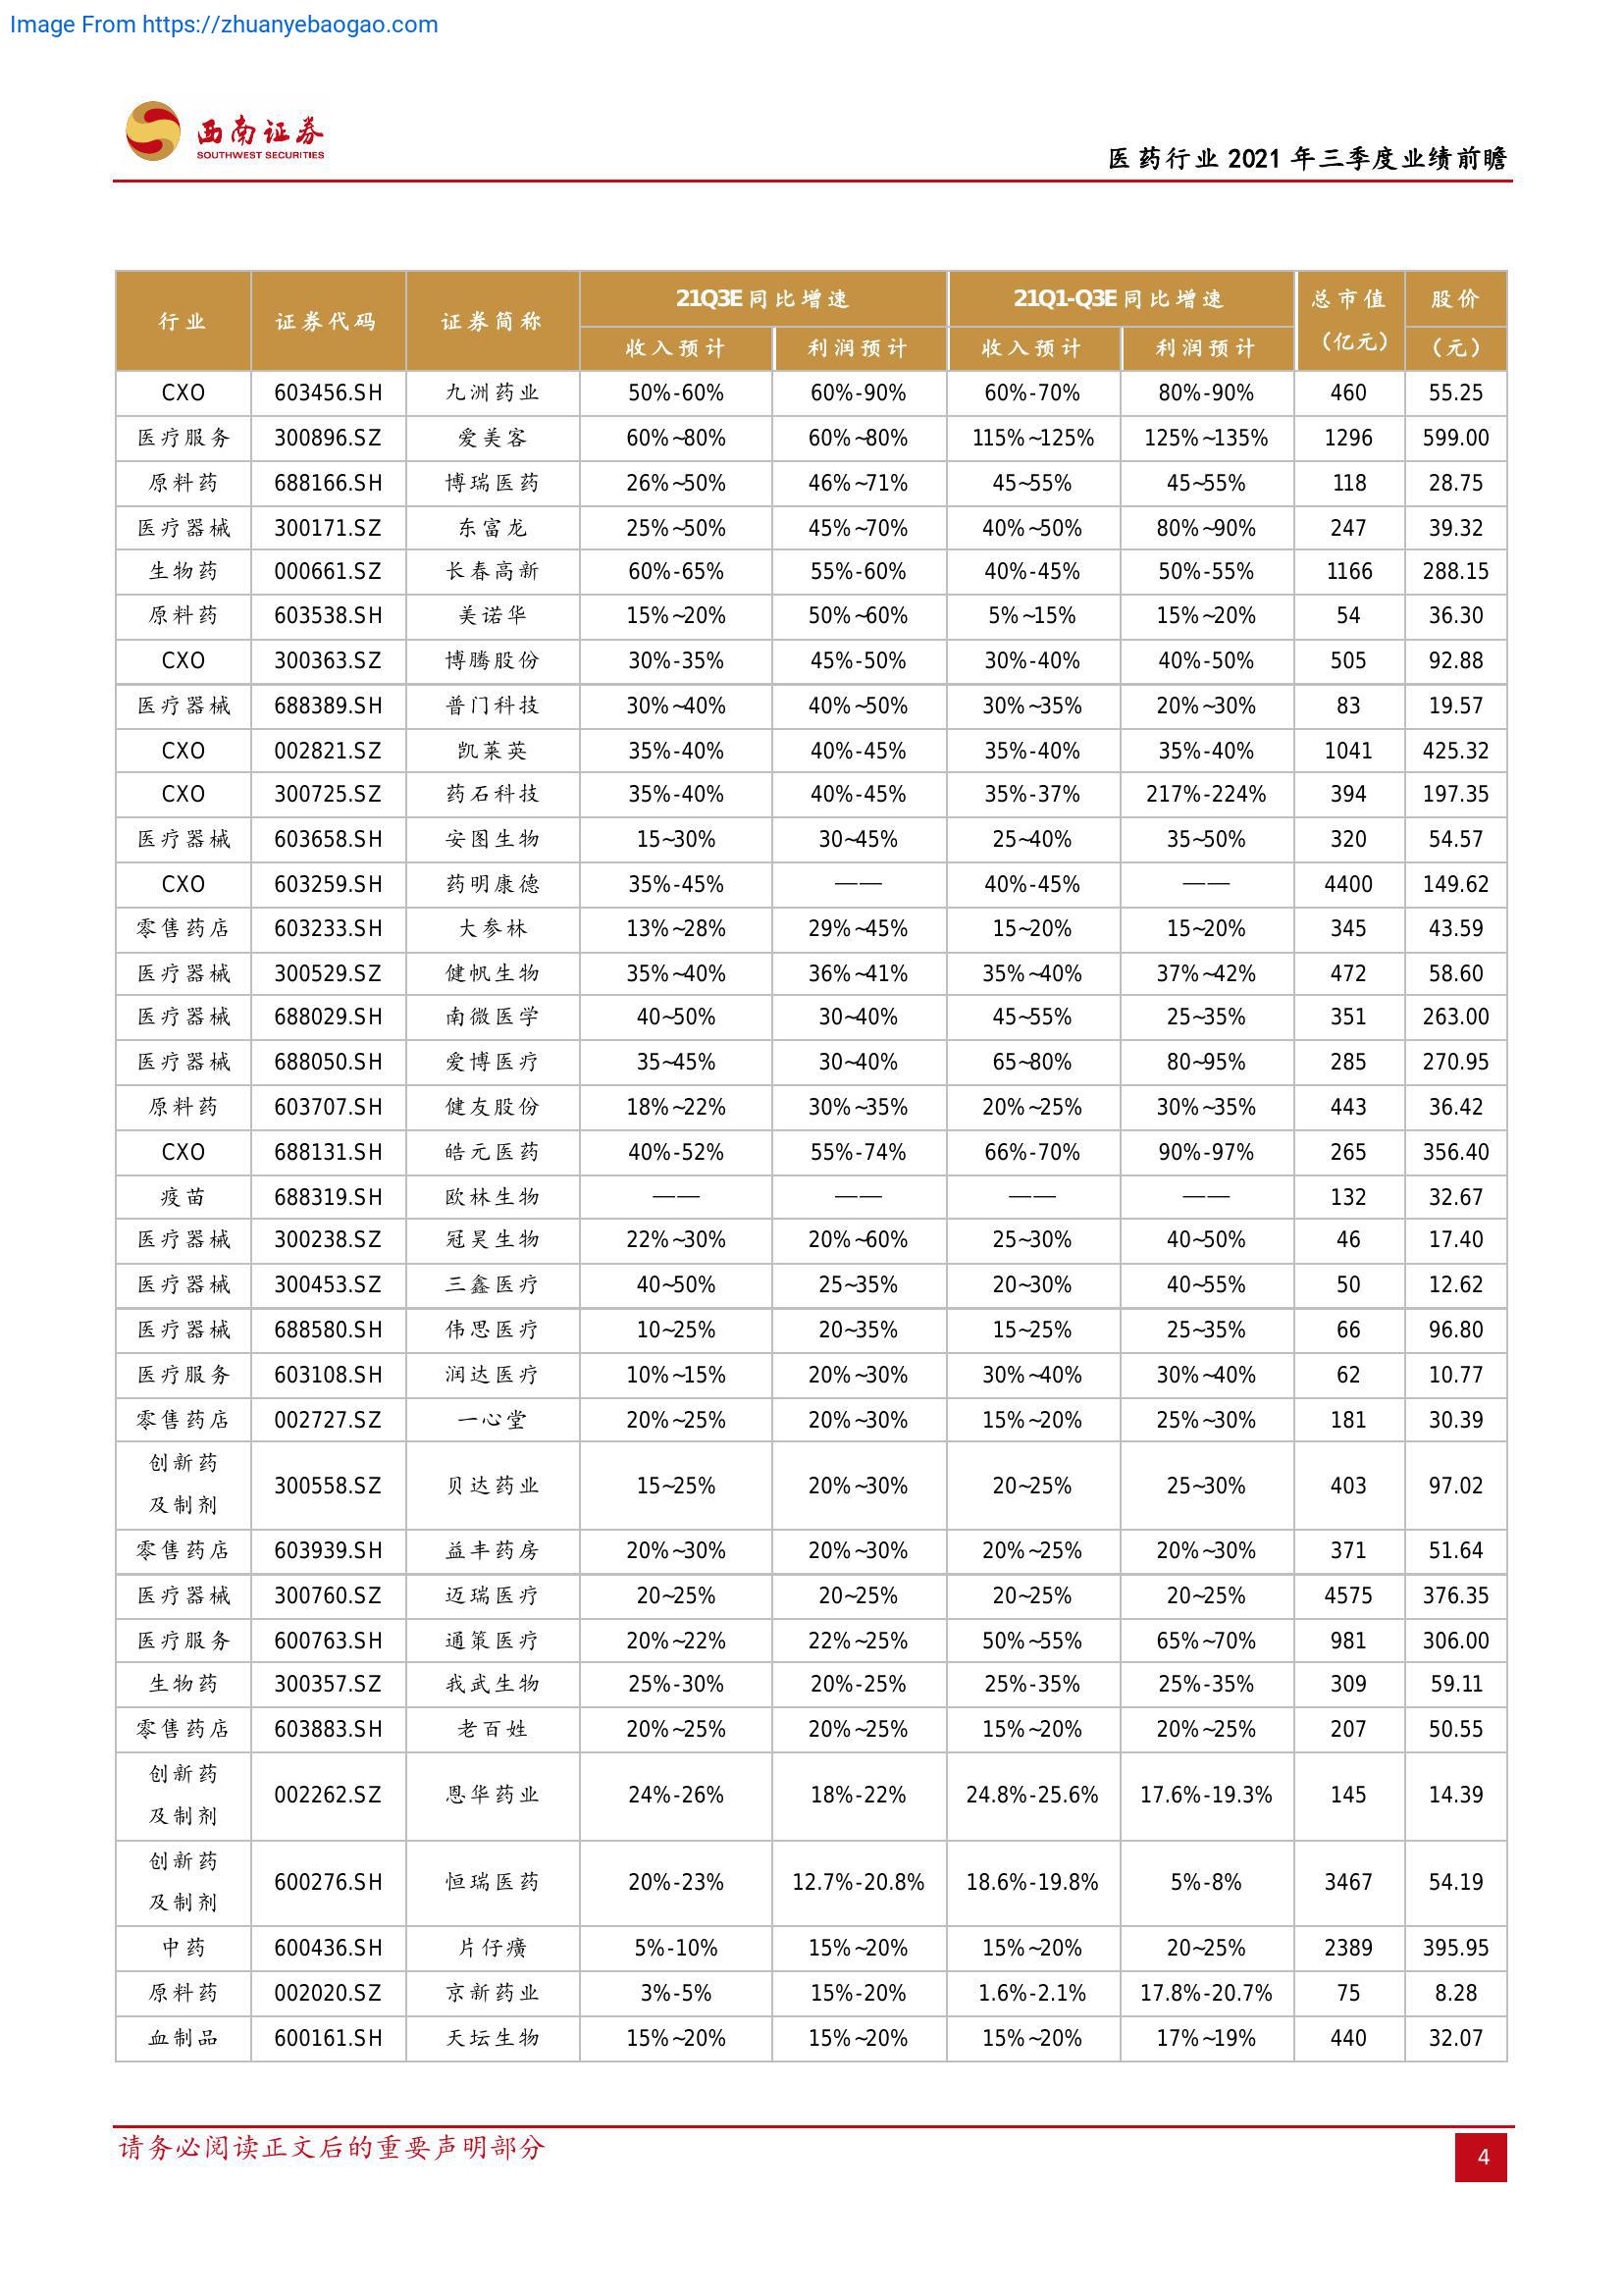 Image From https://zhuanyebaogao.com
西南证券
SOUTHWEST SECURITIES
医药行业 2021 年三季度业绩前瞻
行业 证券代码 证券简称 21Q3E 同比增速 21Q1-Q3E 同比增速 总市值（亿元） 股价（元）
收入预计 利润预计 收入预计 利润预计
CXO 603456.SH 九洲药业 50%-60% 60%-90% 60%-70% 80%-90% 460 55.25
医疗服务 300896.SZ 爱美客 60%~80% 60%~80% 115%~125% 125%~135% 1296 599.00
原料药 688166.SH 博瑞医药 26%~50% 46%~71% 45~55% 45~55% 118 28.75
医疗器械 300171.SZ 东富龙 25%~50% 45%~70% 40%~50% 80%~90% 247 39.32
生物药 000661.SZ 长春高新 60%-65% 55%-60% 40%-45% 50%-55% 1166 288.15
原料药 603538.SH 美诺华 15%~20% 50%~60% 5%~15% 15%~20% 54 36.30
CXO 300363.SZ 博腾股份 30%-35% 45%-50% 30%-40% 40%-50% 505 92.88
医疗器械 688389.SH 普门科技 30%~40% 40%~50% 30%~35% 20%~30% 83 19.57
CXO 002821.SZ 凯莱英 35%-40% 40%-45% 35%-40% 35%-40% 1041 425.32
CXO 300725.SZ 药石科技 35%-40% 40%-45% 35%-37% 217%-224% 394 197.35
医疗器械 603658.SH 安图生物 15~30% 30~45% 25~40% 35~50% 320 54.57
CXO 603259.SH 药明康德 35%-45% —— 40%-45% —— 4400 149.62
零售药店 603233.SH 大参林 13%~28% 29%~45% 15~20% 15~20% 345 43.59
医疗器械 300529.SZ 健帆生物 35%~40% 36%~41% 35%~40% 37%~42% 472 58.60
医疗器械 688029.SH 南微医学 40~50% 30~40% 45~55% 25~35% 351 263.00
医疗器械 688050.SH 爱博医疗 35~45% 30~40% 65~80% 80~95% 285 270.95
原料药 603707.SH 健友股份 18%~22% 30%~35% 20%~25% 30%~35% 443 36.42
CXO 688131.SH 皓元医药 40%-52% 55%-74% 66%-70% 90%-97% 265 356.40
疫苗 688319.SH 欧林生物 —— —— —— —— 132 32.67
医疗器械 300238.SZ 冠昊生物 22%~30% 20%~60% 25~30% 40~50% 46 17.40
医疗器械 300453.SZ 三鑫医疗 40~50% 25~35% 20~30% 40~55% 50 12.62
医疗器械 688580.SH 伟思医疗 10~25% 20~35% 15~25% 25~35% 66 96.80
医疗服务 603108.SH 润达医疗 10%~15% 20%~30% 30%~40% 30%~40% 62 10.77
零售药店 002727.SZ 一心堂 20%~25% 20%~30% 15%~20% 25%~30% 181 30.39
创新药及制剂 300558.SZ 贝达药业 15~25% 20%~30% 20~25% 25~30% 403 97.02
零售药店 603939.SH 益丰药房 20%~30% 20%~30% 20%~25% 20%~30% 371 51.64
医疗器械 300760.SZ 迈瑞医疗 20~25% 20~25% 20~25% 20~25% 4575 376.35
医疗服务 600763.SH 通策医疗 20%~22% 22%~25% 50%~55% 65%~70% 981 306.00
生物药 300357.SZ 我武生物 25%-30% 20%-25% 25%-35% 25%-35% 309 59.11
零售药店 603883.SH 老百姓 20%~25% 20%~25% 15%~20% 20%~25% 207 50.55
创新药及制剂 002262.SZ 恩华药业 24%-26% 18%-22% 24.8%-25.6% 17.6%-19.3% 145 14.39
创新药及制剂 600276.SH 恒瑞医药 20%-23% 12.7%-20.8% 18.6%-19.8% 5%-8% 3467 54.19
中药 600436.SH 片仔癀 5%-10% 15%~20% 15%~20% 20~25% 2389 395.95
原料药 002020.SZ 京新药业 3%-5% 15%-20% 1.6%-2.1% 17.8%-20.7% 75 8.28
血制品 600161.SH 天坛生物 15%~20% 15%~20% 15%~20% 17%~19% 440 32.07
请务必阅读正文后的重要声明部分
4